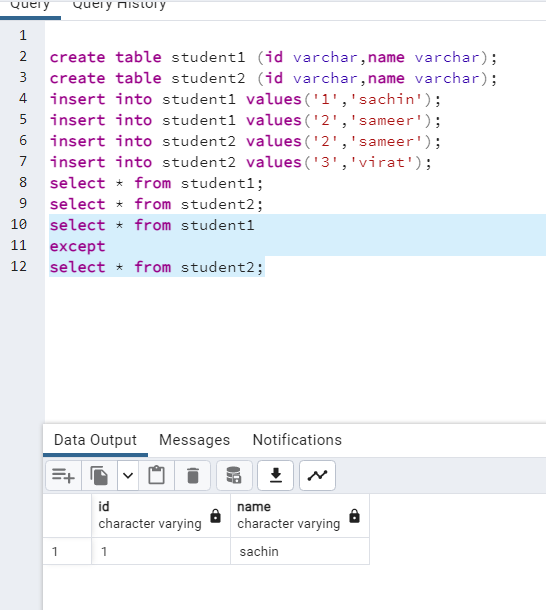 Query Query History
1
2 create table student1 (id varchar,name varchar);
3 create table student2 (id varchar,name varchar);
4 insert into student1 values('1','sachin');
5 insert into student1 values('2','sameer');
6 insert into student2 values('2','sameer');
7 insert into student2 values('3','virat');
8 select * from student1;
9 select * from student2;
10 select * from student1
11 except
12 select * from student2;
Data Output Messages Notifications
id name
character varying character varying
1 1 sachin